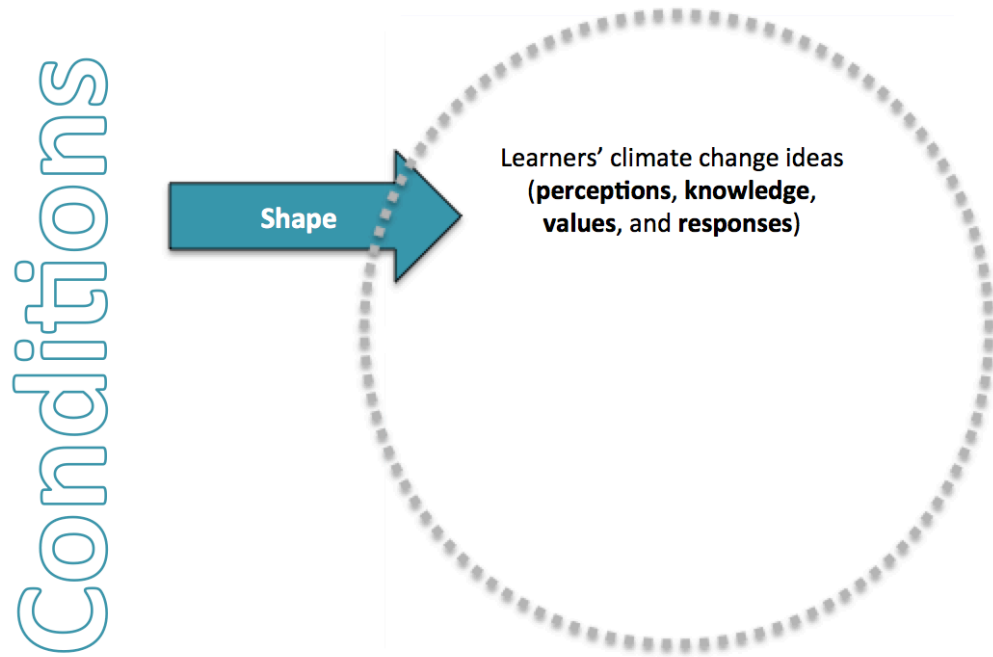 Conditions
Shape
Learners’ climate change ideas
(perceptions, knowledge,
values, and responses)